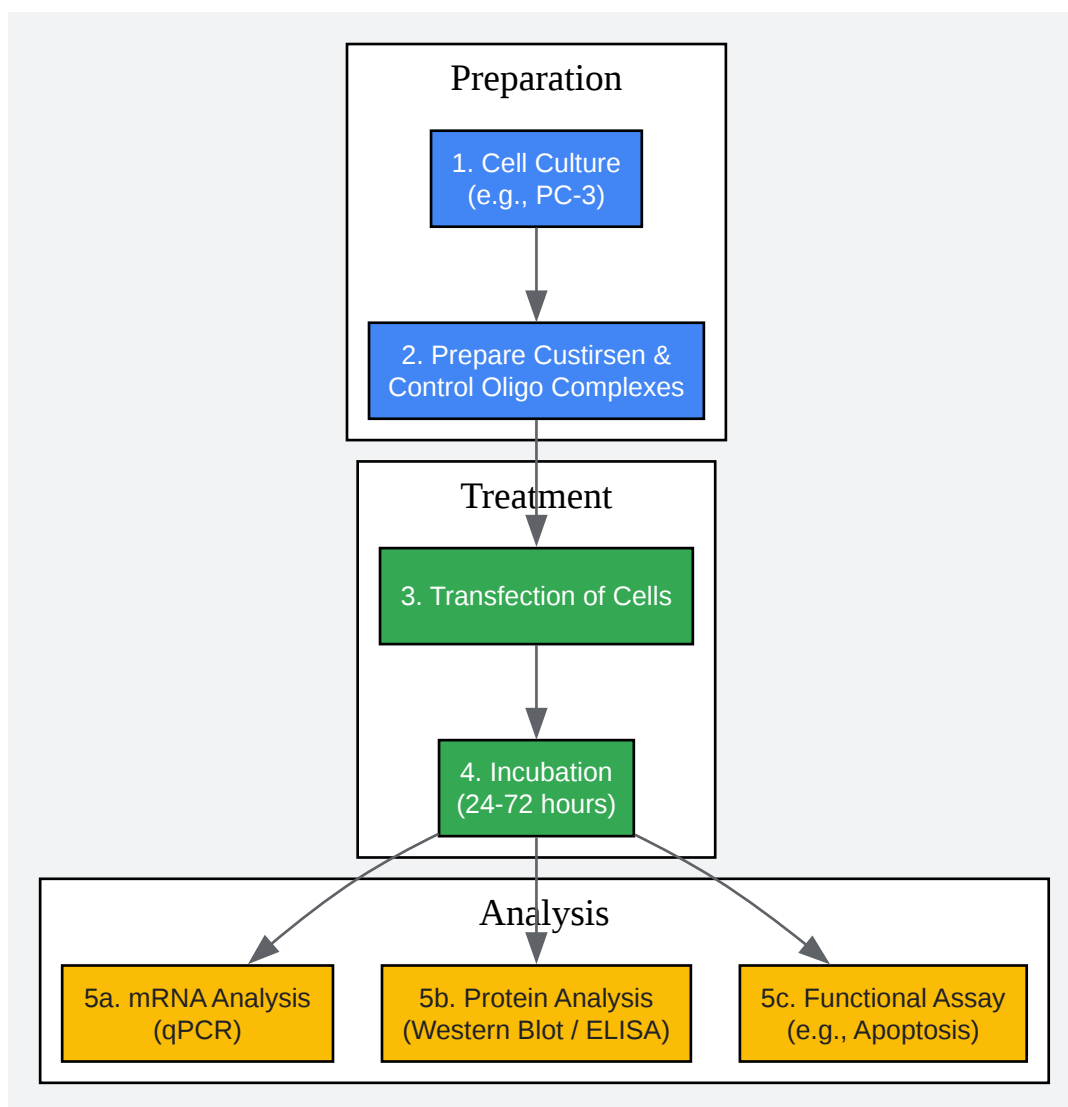 Preparation
1. Cell Culture
(e.g., PC-3)
2. Prepare Custirsen &
Control Oligo Complexes
Treatment
3. Transfection of Cells
4. Incubation
(24-72 hours)
Analysis
5a. mRNA Analysis
(qPCR)
5b. Protein Analysis
(Western Blot / ELISA)
5c. Functional Assay
(e.g., Apoptosis)